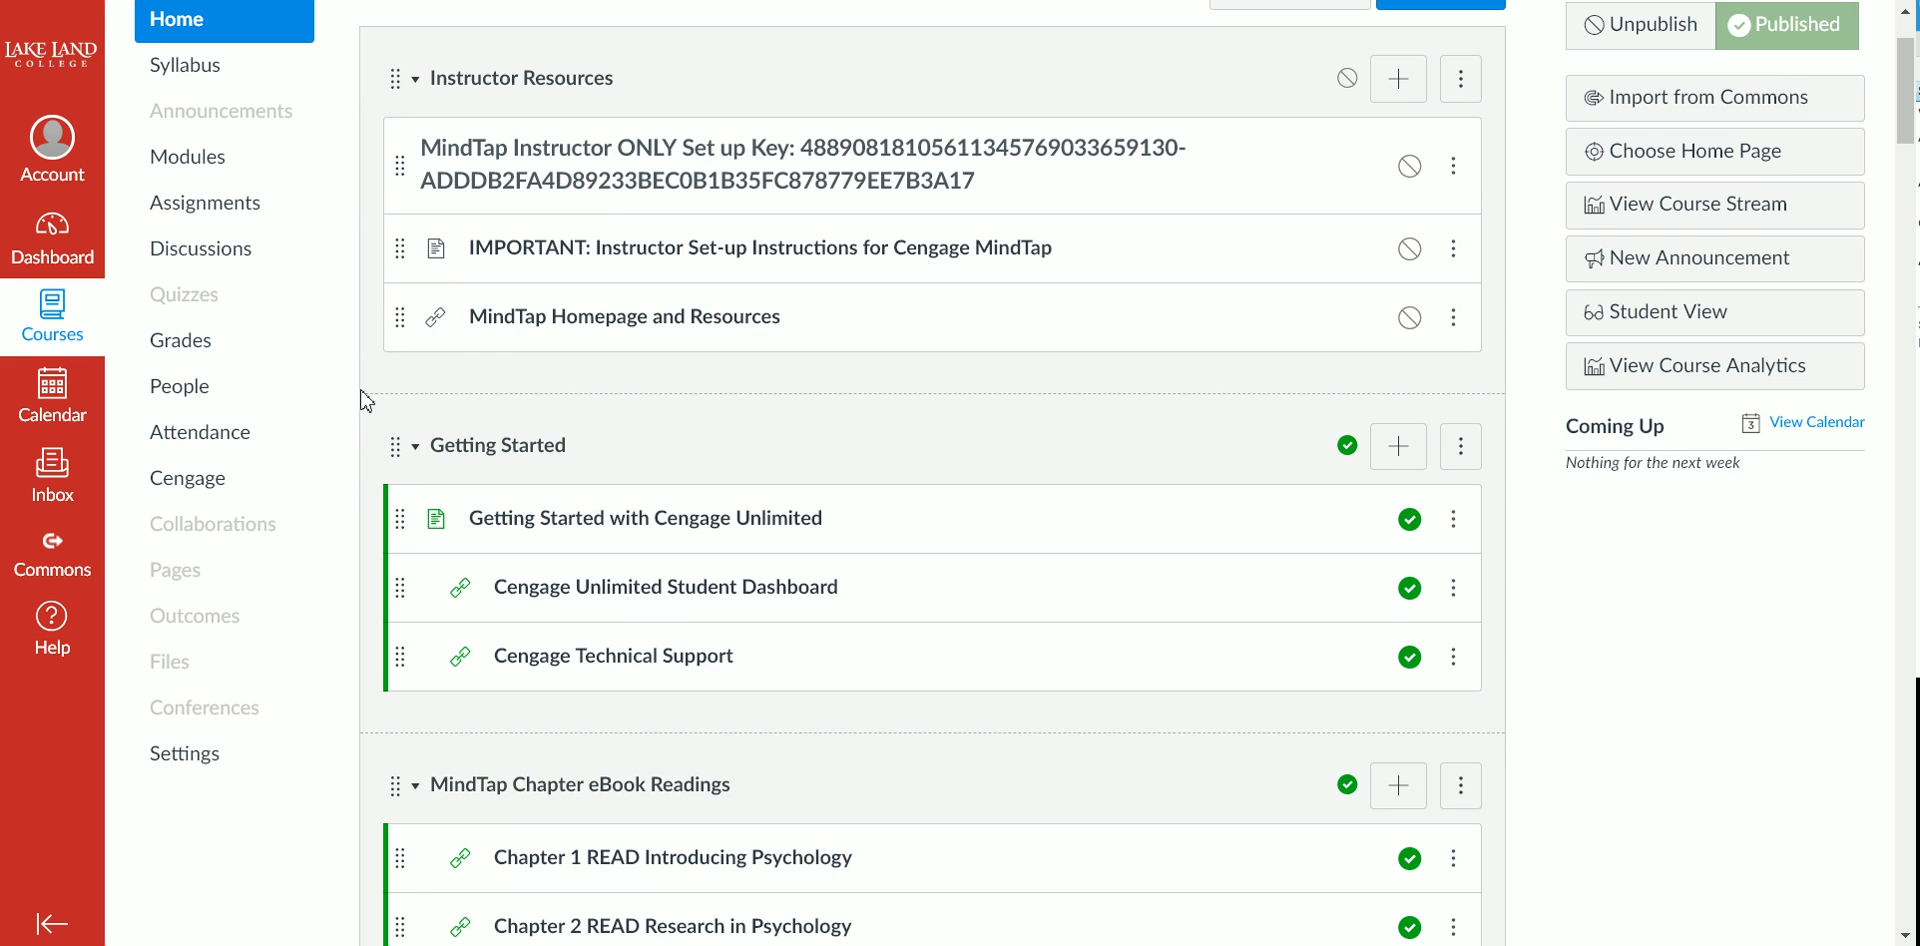 LAKE LAND
COLLEGE
Account
Dashboard
Courses
Calendar
Inbox
Commons
Help
Home
Syllabus
Announcements
Modules
Assignments
Discussions
Quizzes
Grades
People
Attendance
Cengage
Collaborations
Pages
Outcomes
Files
Conferences
Settings
Instructor Resources
MindTap Instructor ONLY Set up Key: 4889081810561134576903365​9130-
ADDDB2FA4D89233BEC0B1B35FC878779EE7B3A17
IMPORTANT: Instructor Set-up Instructions for Cengage MindTap
MindTap Homepage and Resources
Getting Started
Getting Started with Cengage Unlimited
Cengage Unlimited Student Dashboard
Cengage Technical Support
MindTap Chapter eBook Readings
Chapter 1 READ Introducing Psychology
Chapter 2 READ Research in Psychology
Unpublish
Published
Import from Commons
Choose Home Page
View Course Stream
New Announcement
Student View
View Course Analytics
Coming Up
3 View Calendar
Nothing for the next week